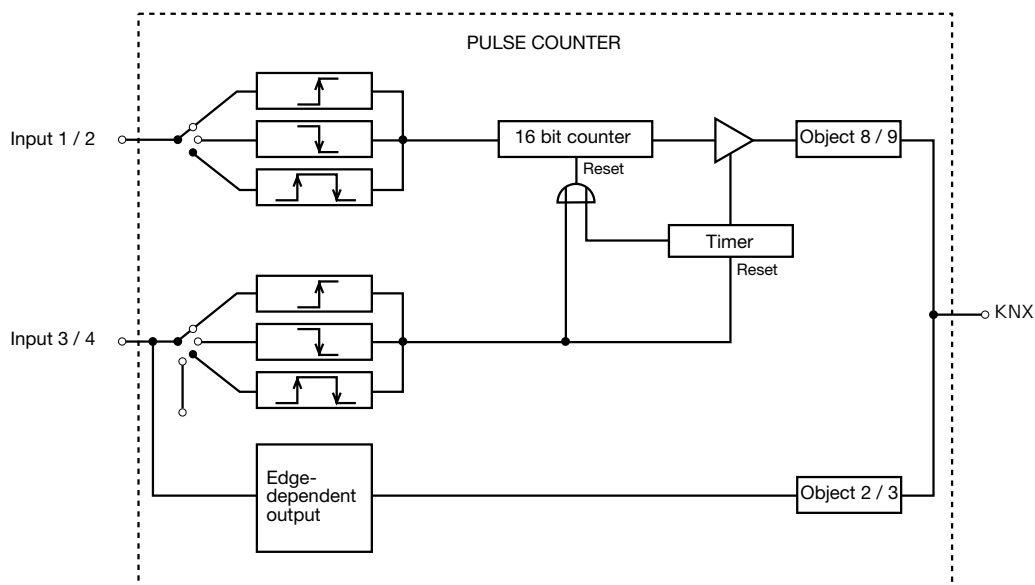 PULSE COUNTER
Input 1 / 2
16 bit counter
Object 8 / 9
Reset
Timer
Reset
Input 3 / 4
KNX
Edge-
dependent
output
Object 2 / 3